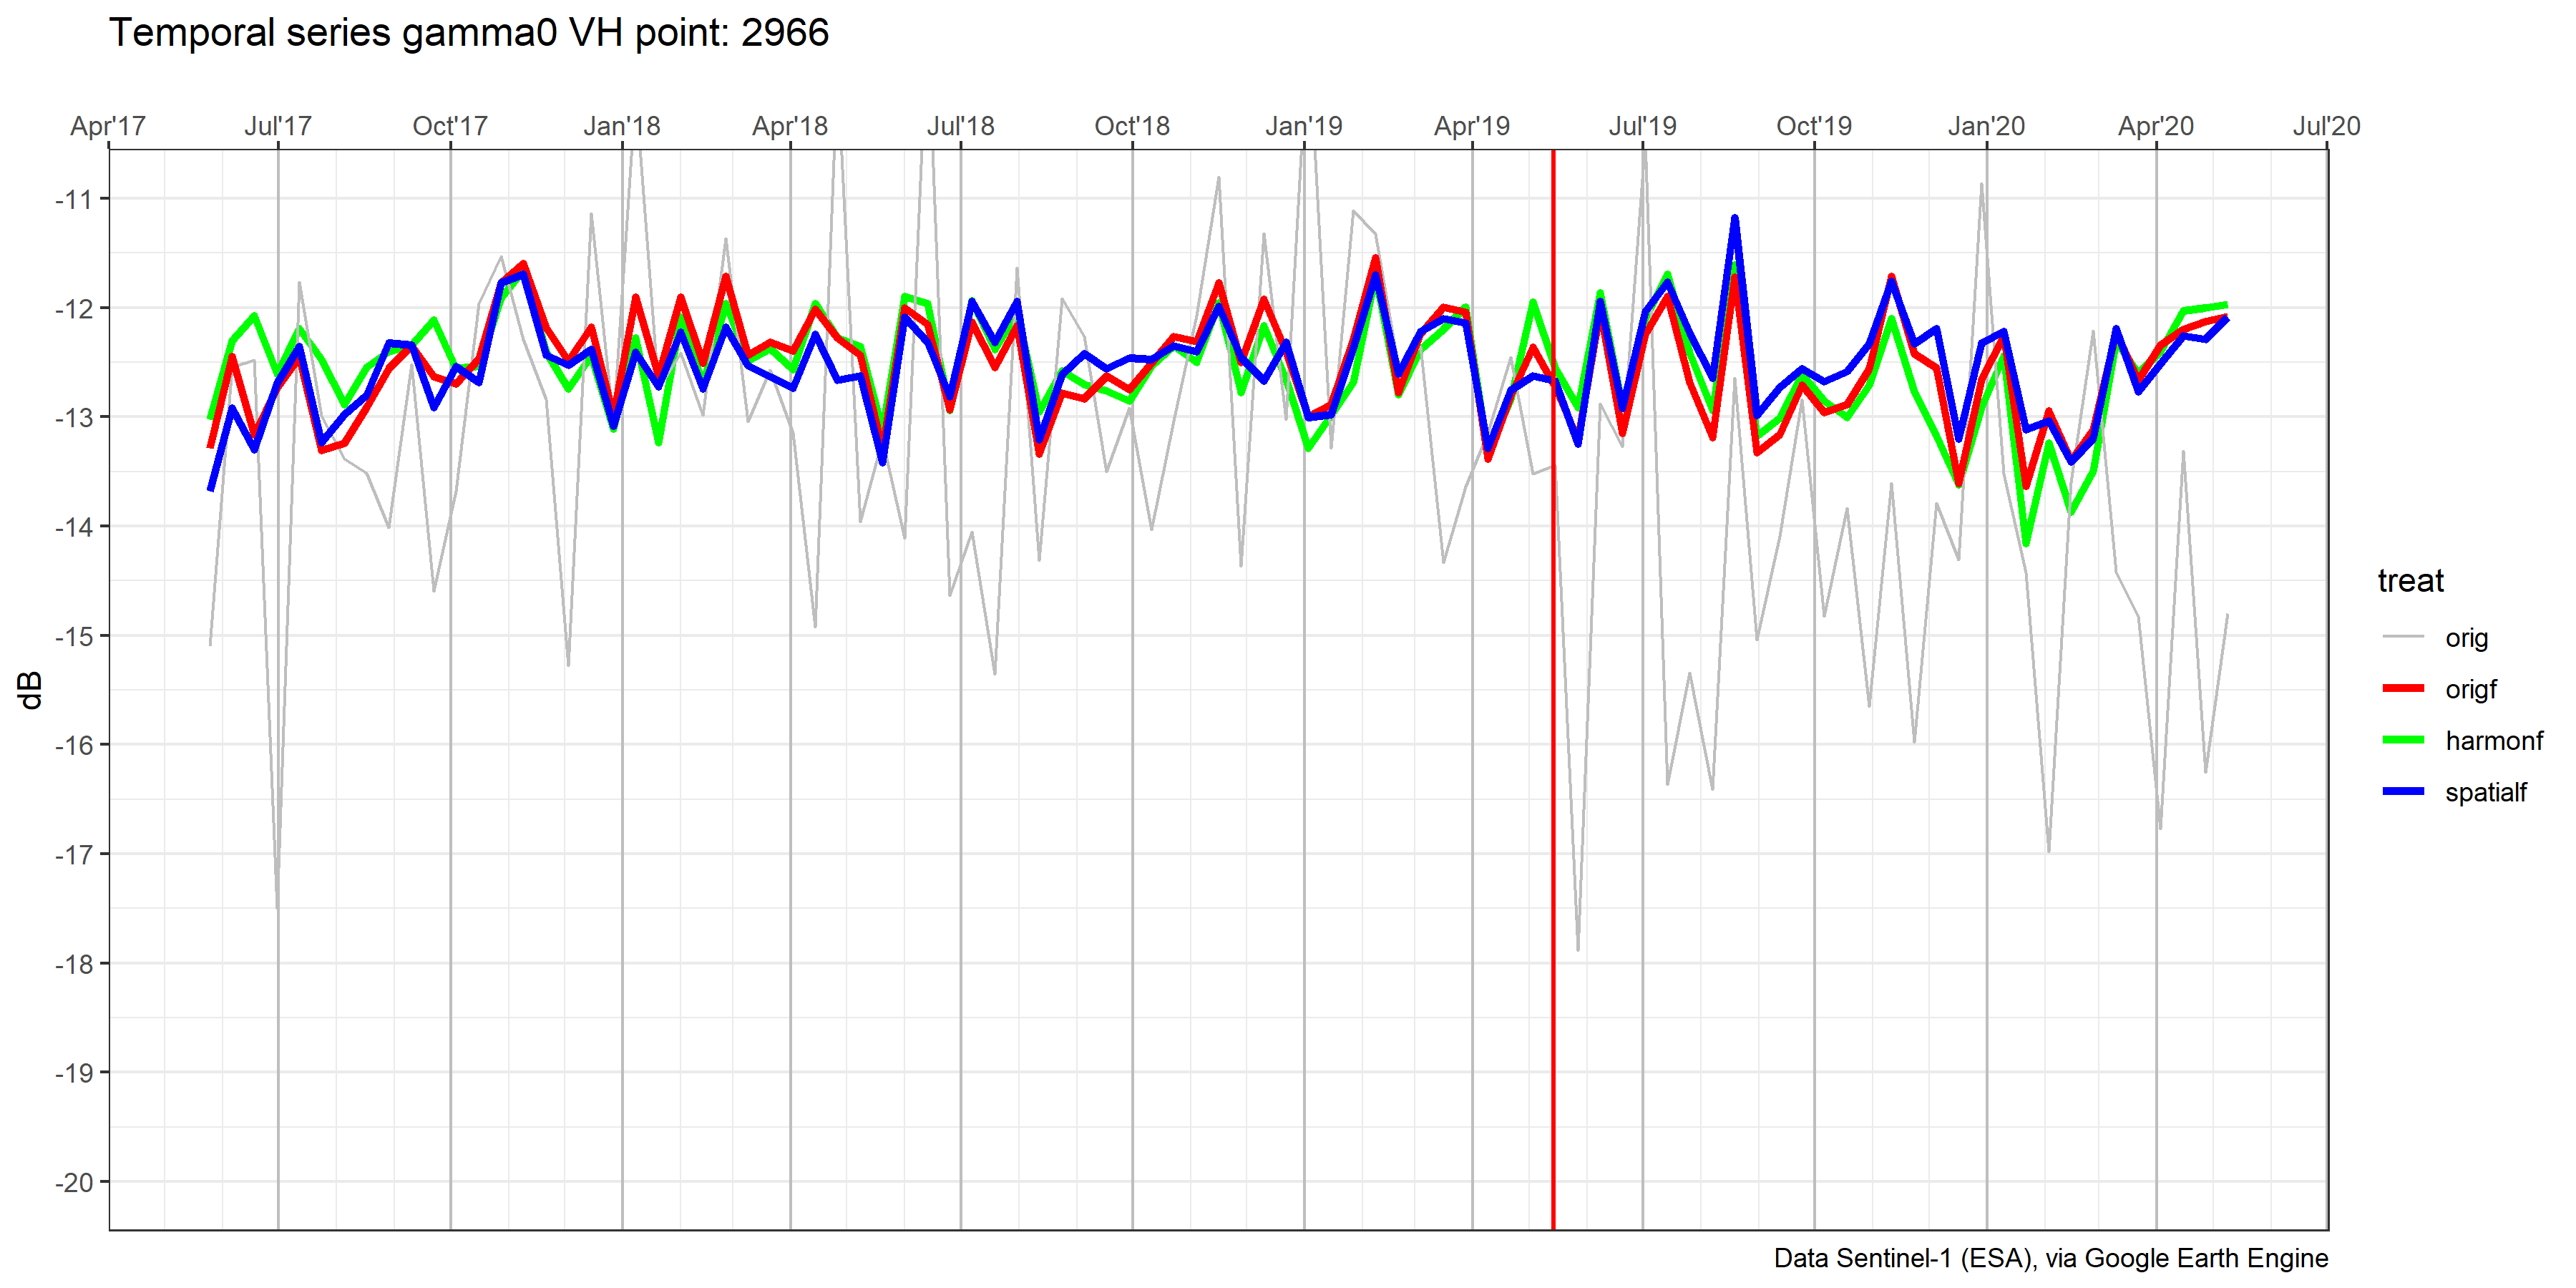 Temporal series gamma0 VH point: 2966
Apr'17 Jul'17 Oct'17 Jan'18 Apr'18 Jul'18 Oct'18 Jan'19 Apr'19 Jul'19 Oct'19 Jan'20 Apr'20 Jul'20
-11
-12
-13
-14
-15
-16
-17
-18
-19
-20
dB
treat
orig
origf
harmonf
spatialf
Data Sentinel-1 (ESA), via Google Earth Engine